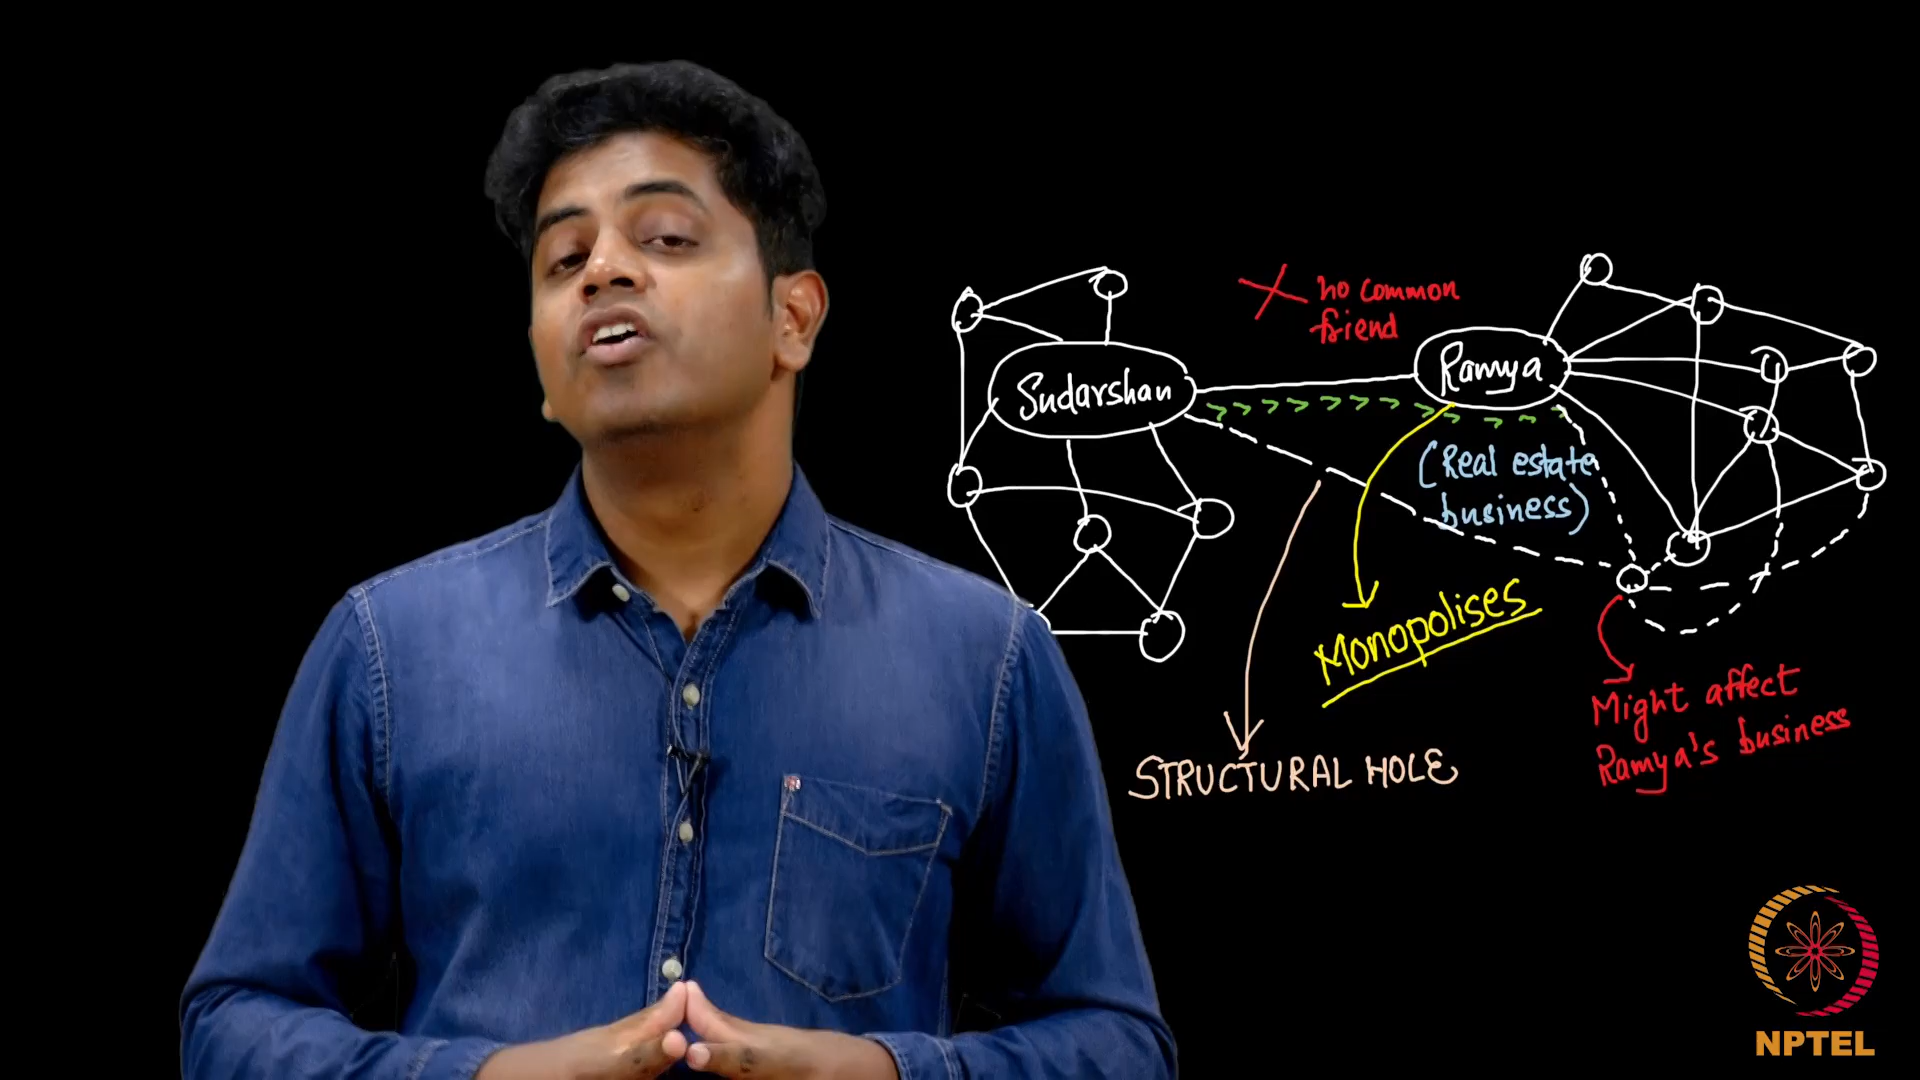 no common
friend
Sudarshan
Ramya
(Real estate
business)
Monopolises
Might affect
Ramya's business
STRUCTURAL HOLE
NPTEL